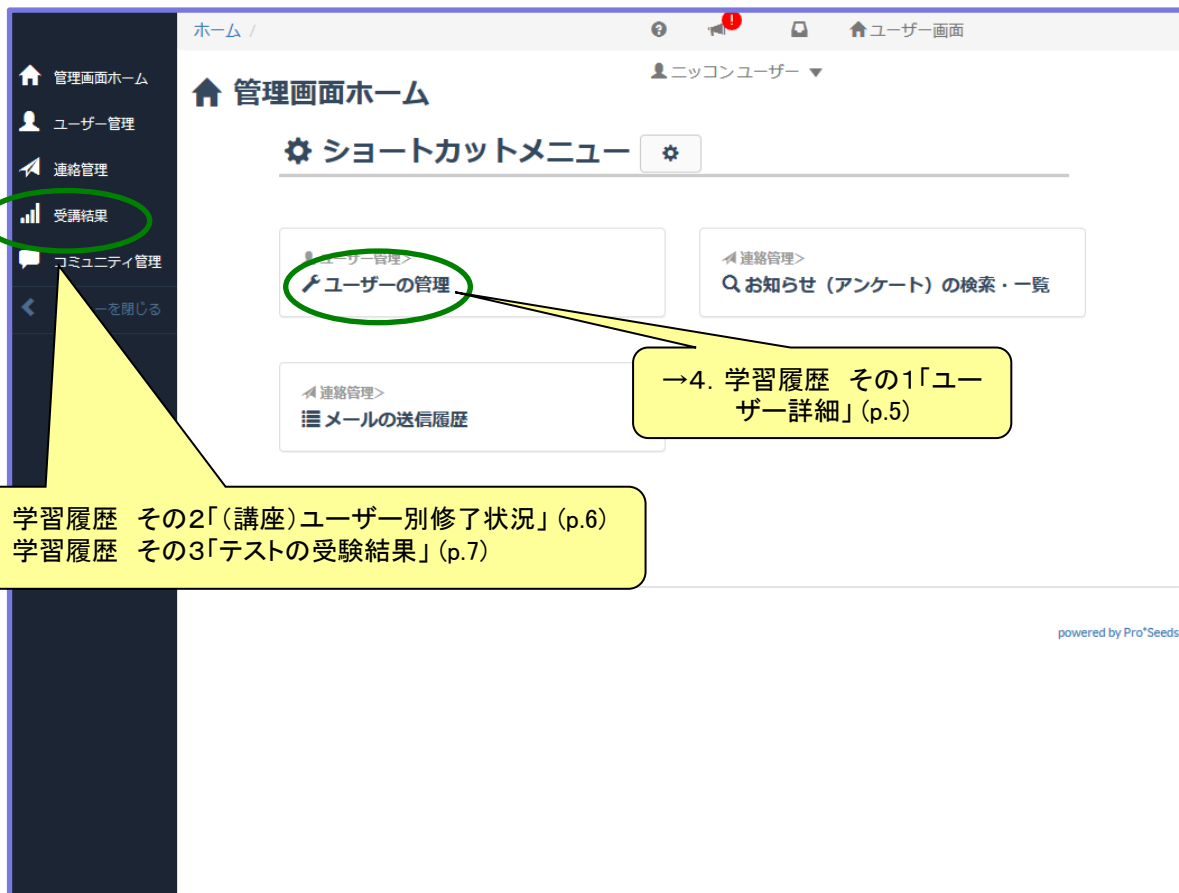 ホーム /
ユーザー画面
ニッコン ユーザー
管理画面ホーム
ユーザー管理
連絡管理
受講結果
コミュニティ管理
ーを閉じる
管理画面ホーム
ショートカットメニュー
ユーザー管理>
ユーザーの管理
連絡管理>
お知らせ（アンケート）の検索・一覧
連絡管理>
メールの送信履歴
→4．学習履歴　その1「ユー
ザー詳細」（p.5）
学習履歴　その2「（講座）ユーザー別修了状況」（p.6）
学習履歴　その3「テストの受験結果」（p.7）
powered by Pro*Seeds